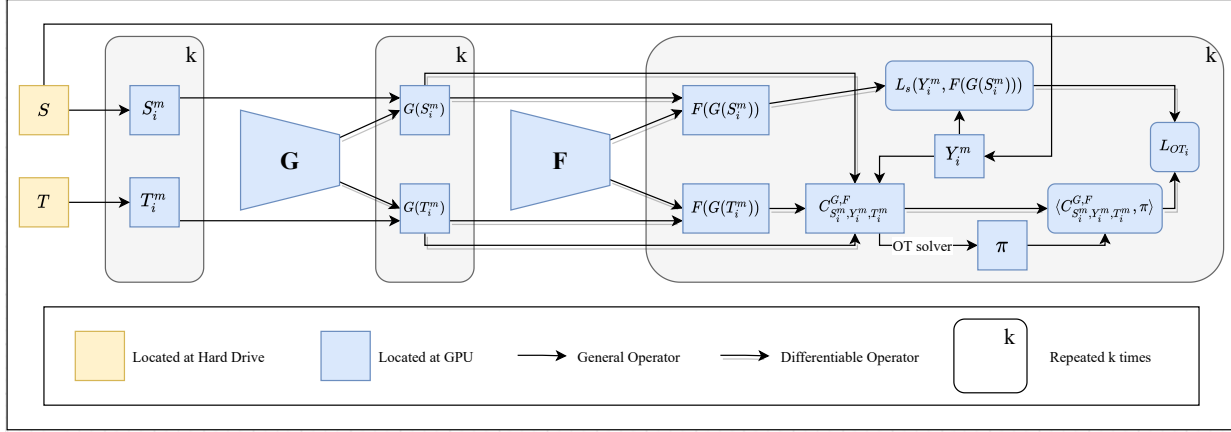 k
k
k
S
S_i^m
G
G(S_i^m)
F
F(G(S_i^m))
L_s(Y_i^m, F(G(S_i^m)))
L_{OT_i}
Y_i^m
T
T_i^m
G(T_i^m)
F(G(T_i^m))
C^{G,F}_{S_i^m,Y_i^m,T_i^m}
⟨C^{G,F}_{S_i^m,Y_i^m,T_i^m}, π⟩
OT solver
π
k
Located at Hard Drive
Located at GPU
General Operator
Differentiable Operator
Repeated k times